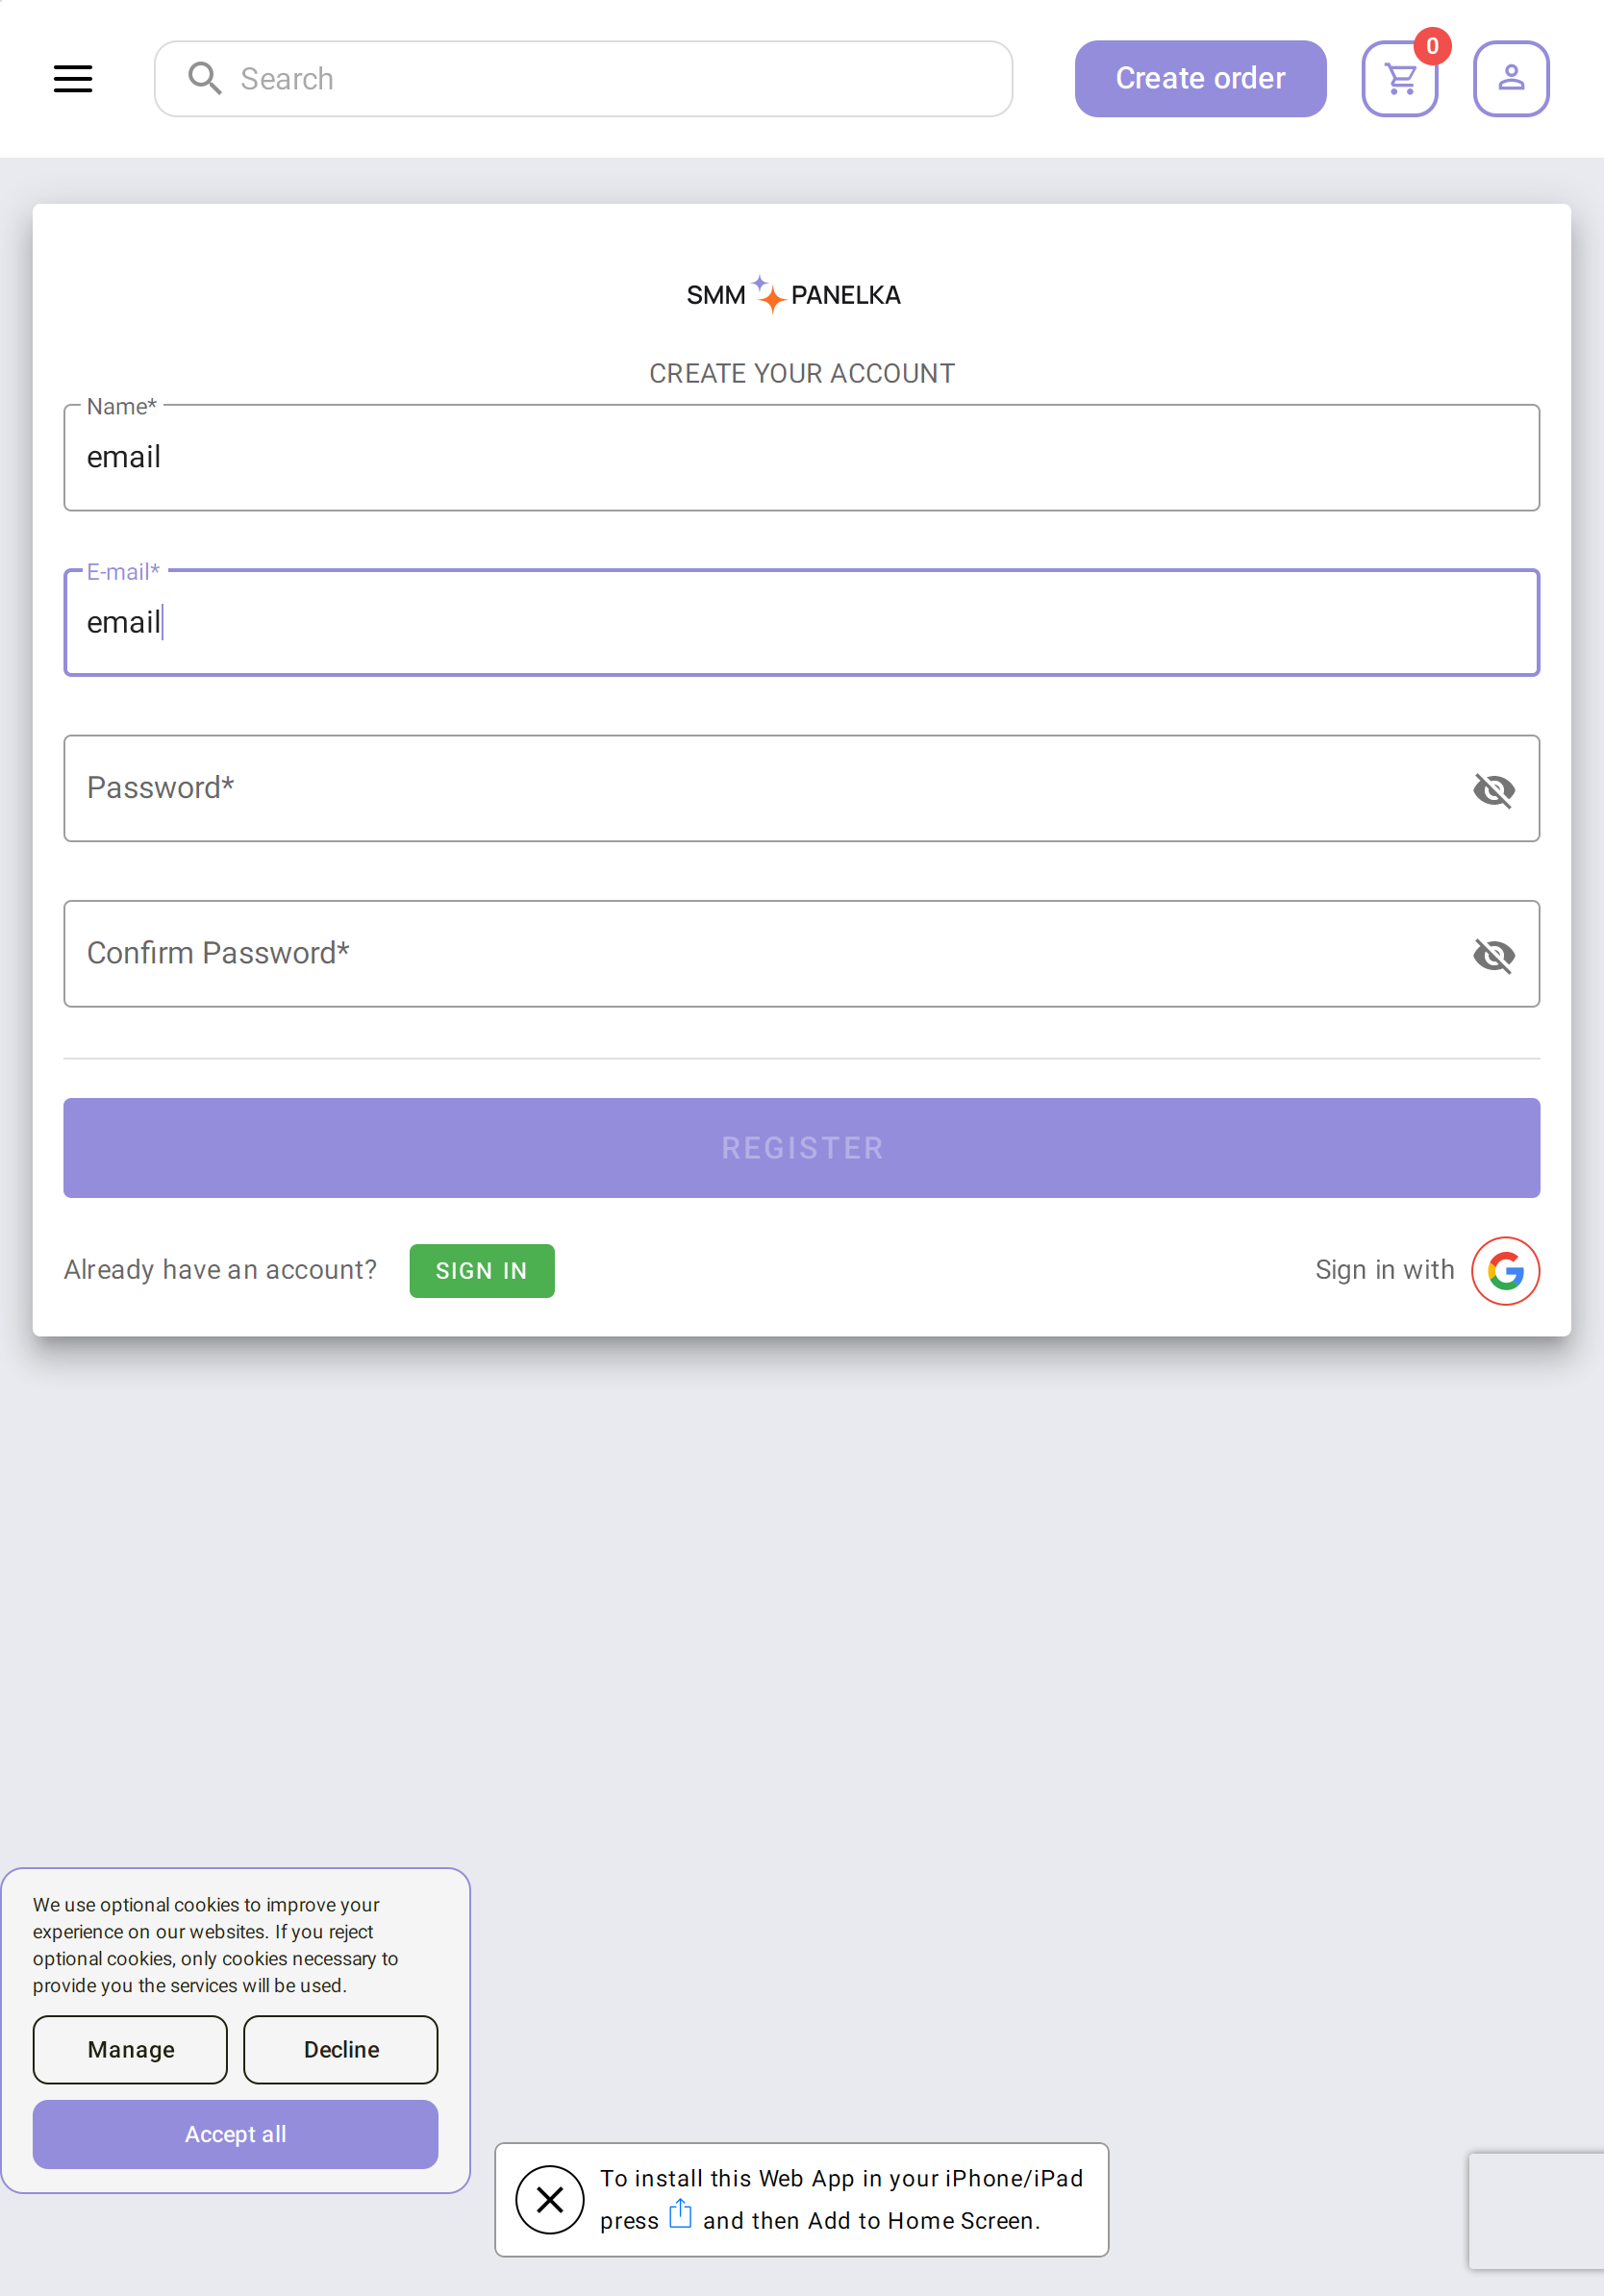 Search
Create order
0
SMM PANELKA
CREATE YOUR ACCOUNT
Name*
email
E-mail*
email
Password*
Confirm Password*
REGISTER
Already have an account?
SIGN IN
Sign in with
We use optional cookies to improve your
experience on our websites. If you reject
optional cookies, only cookies necessary to
provide you the services will be used.
Manage
Decline
Accept all
To install this Web App in your iPhone/iPad
press and then Add to Home Screen.